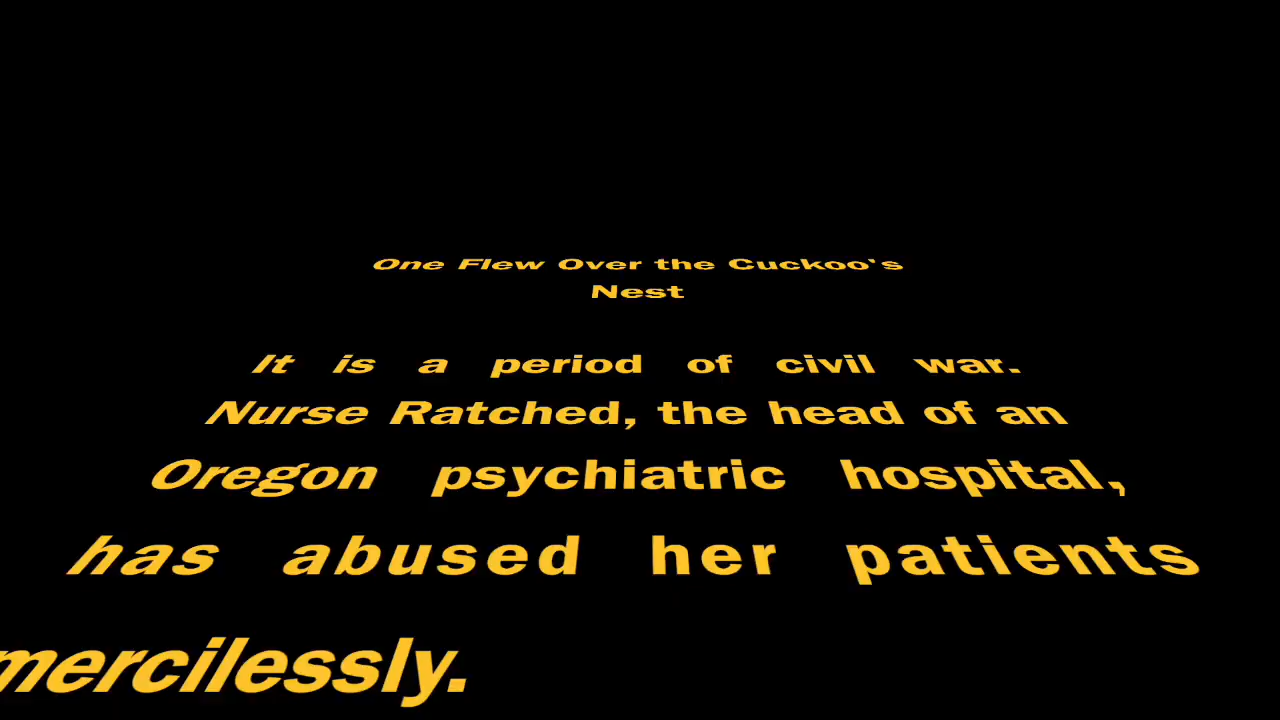 One Flew Over the Cuckoo's
Nest
It is a period of civil war.
Nurse Ratched, the head of an
Oregon psychiatric hospital,
has abused her patients
mercilessly.